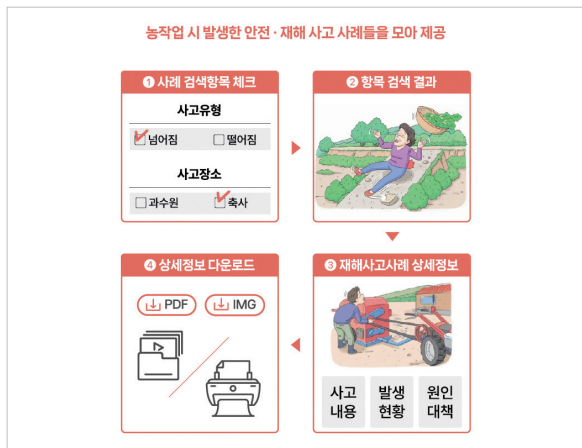 농작업 시 발생한 안전 · 재해 사고 사례들을 모아 제공
❶ 사례 검색항목 체크
사고유형
넘어짐 떨어짐
사고장소
과수원 축사
❷ 항목 검색 결과
❸ 재해사고사례 상세정보
사고 발생 원인
내용 현황 대책
❹ 상세정보 다운로드
PDF IMG